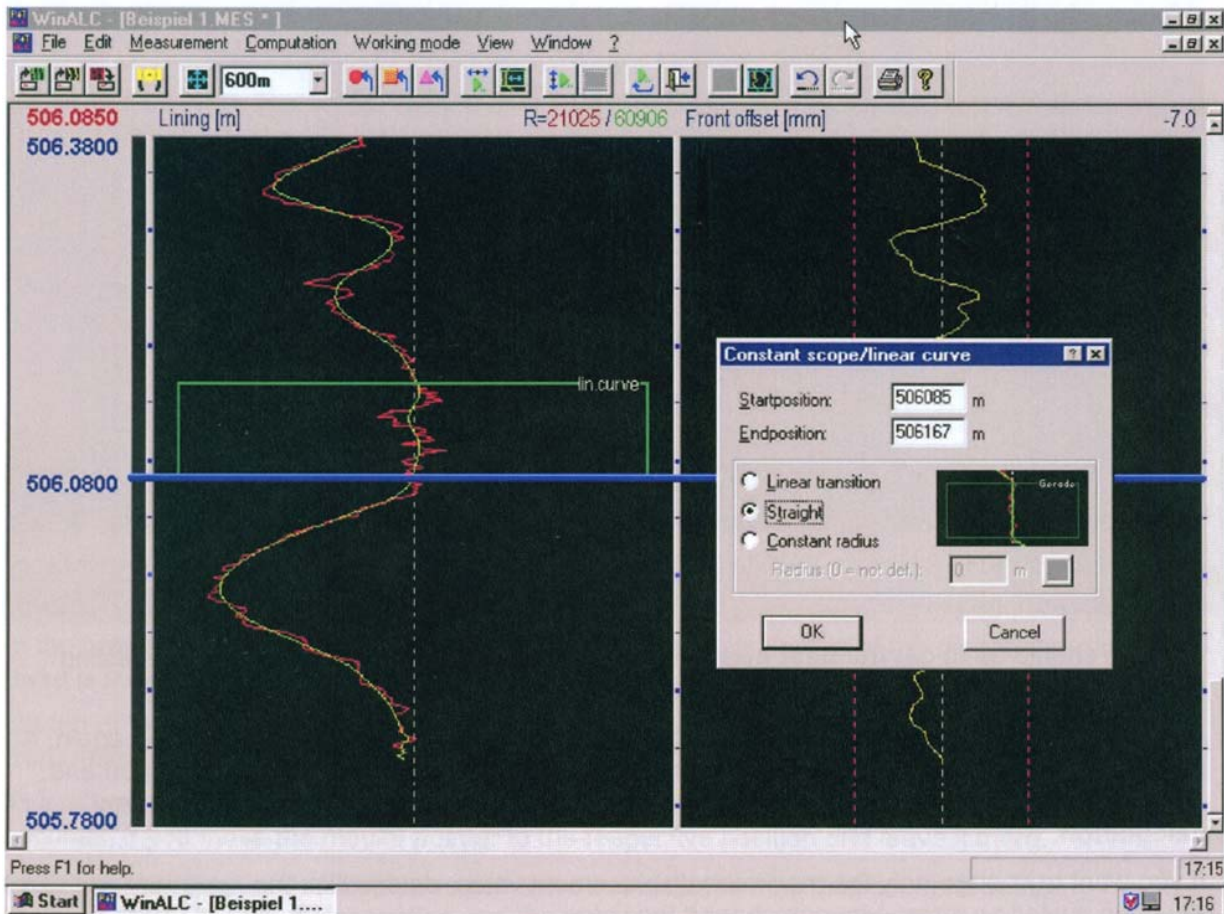 WinALC - [Beispiel 1.MES * ]
File Edit Measurement Computation Working mode View Window ?
600m
506.0850 Lining [m] R=21025 / 60906 Front offset [mm] -7.0
506.3800
lin.curve
506.0800
505.7800
Constant scope/linear curve
Startposition: 506085 m
Endposition: 506167 m
Linear transition
Straight
Constant radius
Gerade
Radius (0 = not def.): 0 m
OK Cancel
Press F1 for help. 17:15
Start WinALC - [Beispiel 1.... 17:16